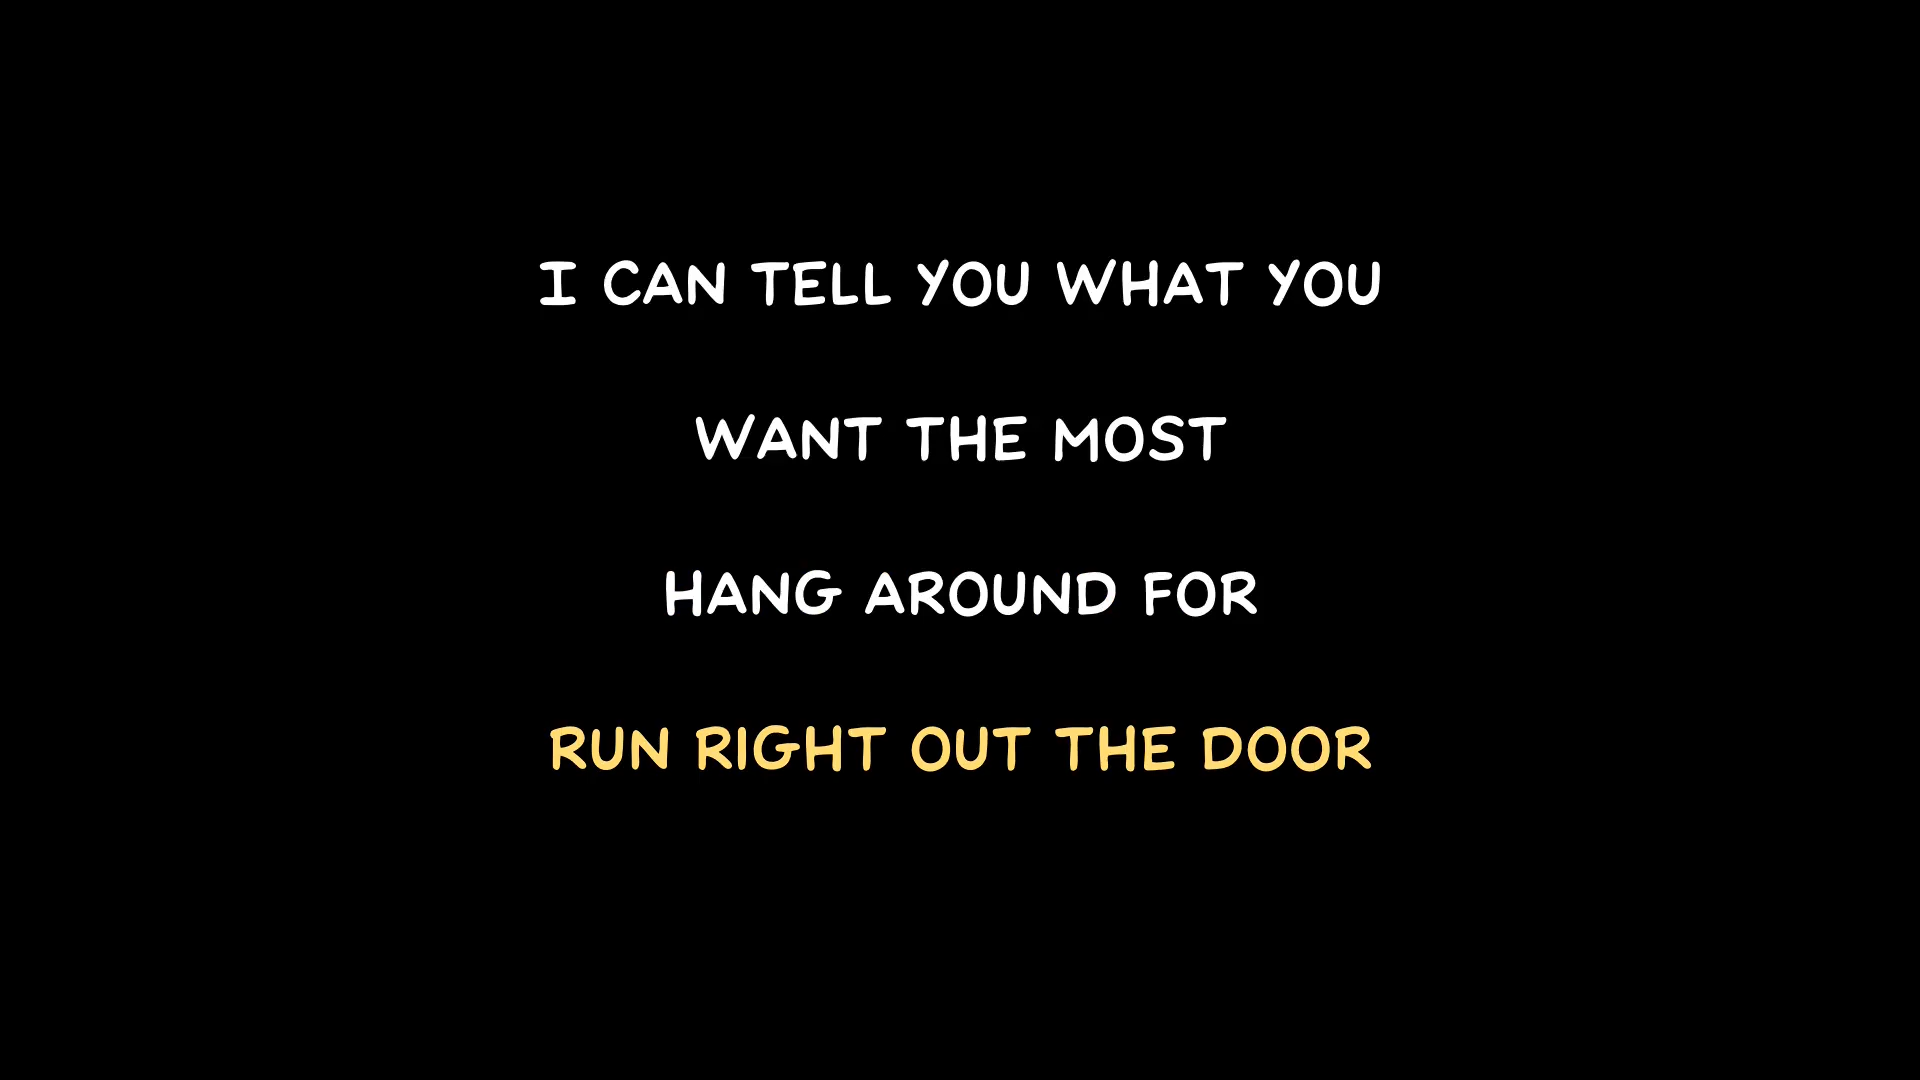 I CAN TELL YOU WHAT YOU
WANT THE MOST
HANG AROUND FOR
RUN RIGHT OUT THE DOOR